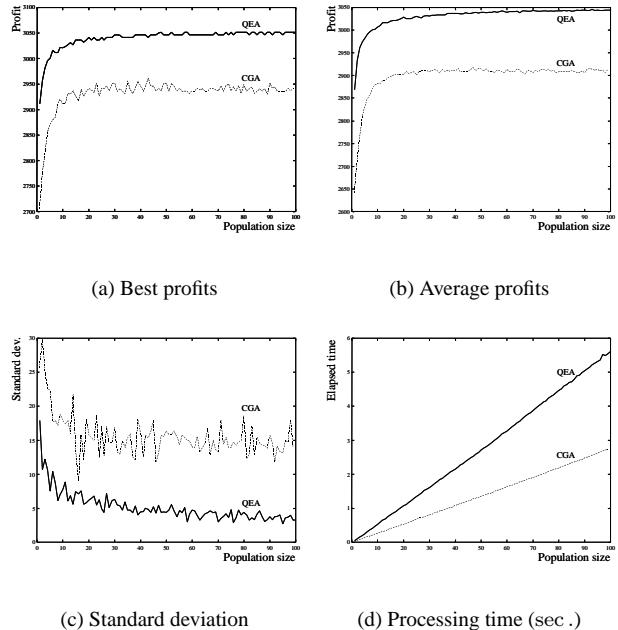 Profit
3100
3050
3000
2950
2900
2850
2800
2750
2700
QEA
CGA
0 10 20 30 40 50 60 70 80 90 100
Population size
(a) Best profits
Profit
3050
3000
2950
2900
2850
2800
2750
2700
2650
2600
QEA
CGA
0 10 20 30 40 50 60 70 80 90 100
Population size
(b) Average profits
Standard dev.
30
25
20
15
10
5
0
CGA
QEA
0 10 20 30 40 50 60 70 80 90 100
Population size
(c) Standard deviation
Elapsed time
6
5
4
3
2
1
0
QEA
CGA
0 10 20 30 40 50 60 70 80 90 100
Population size
(d) Processing time (sec.)